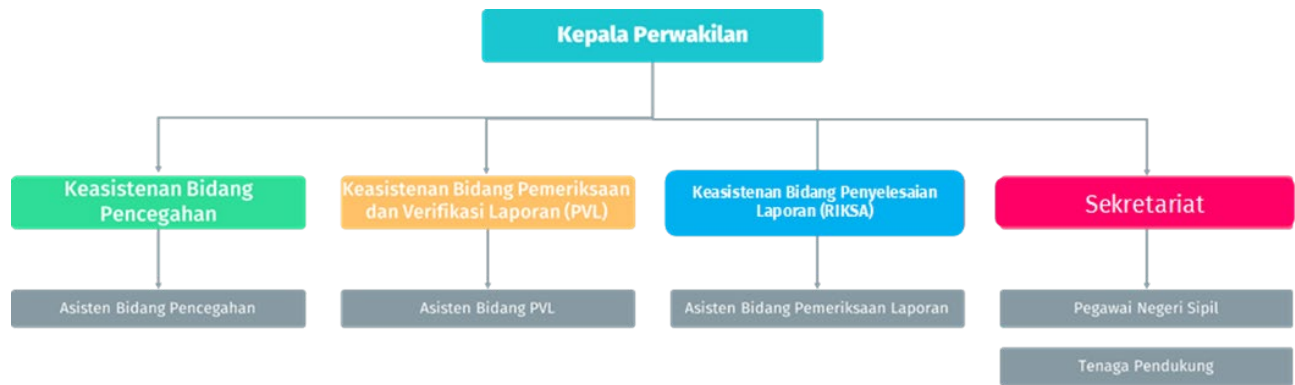 Kepala Perwakilan
Keasistenan Bidang
Pencegahan
Keasistenan Bidang Pemeriksaan
dan Verifikasi Laporan (PVL)
Keasistenan Bidang Penyelesaian
Laporan (RIKSA)
Sekretariat
Asisten Bidang Pencegahan
Asisten Bidang PVL
Asisten Bidang Pemeriksaan Laporan
Pegawai Negeri Sipil
Tenaga Pendukung